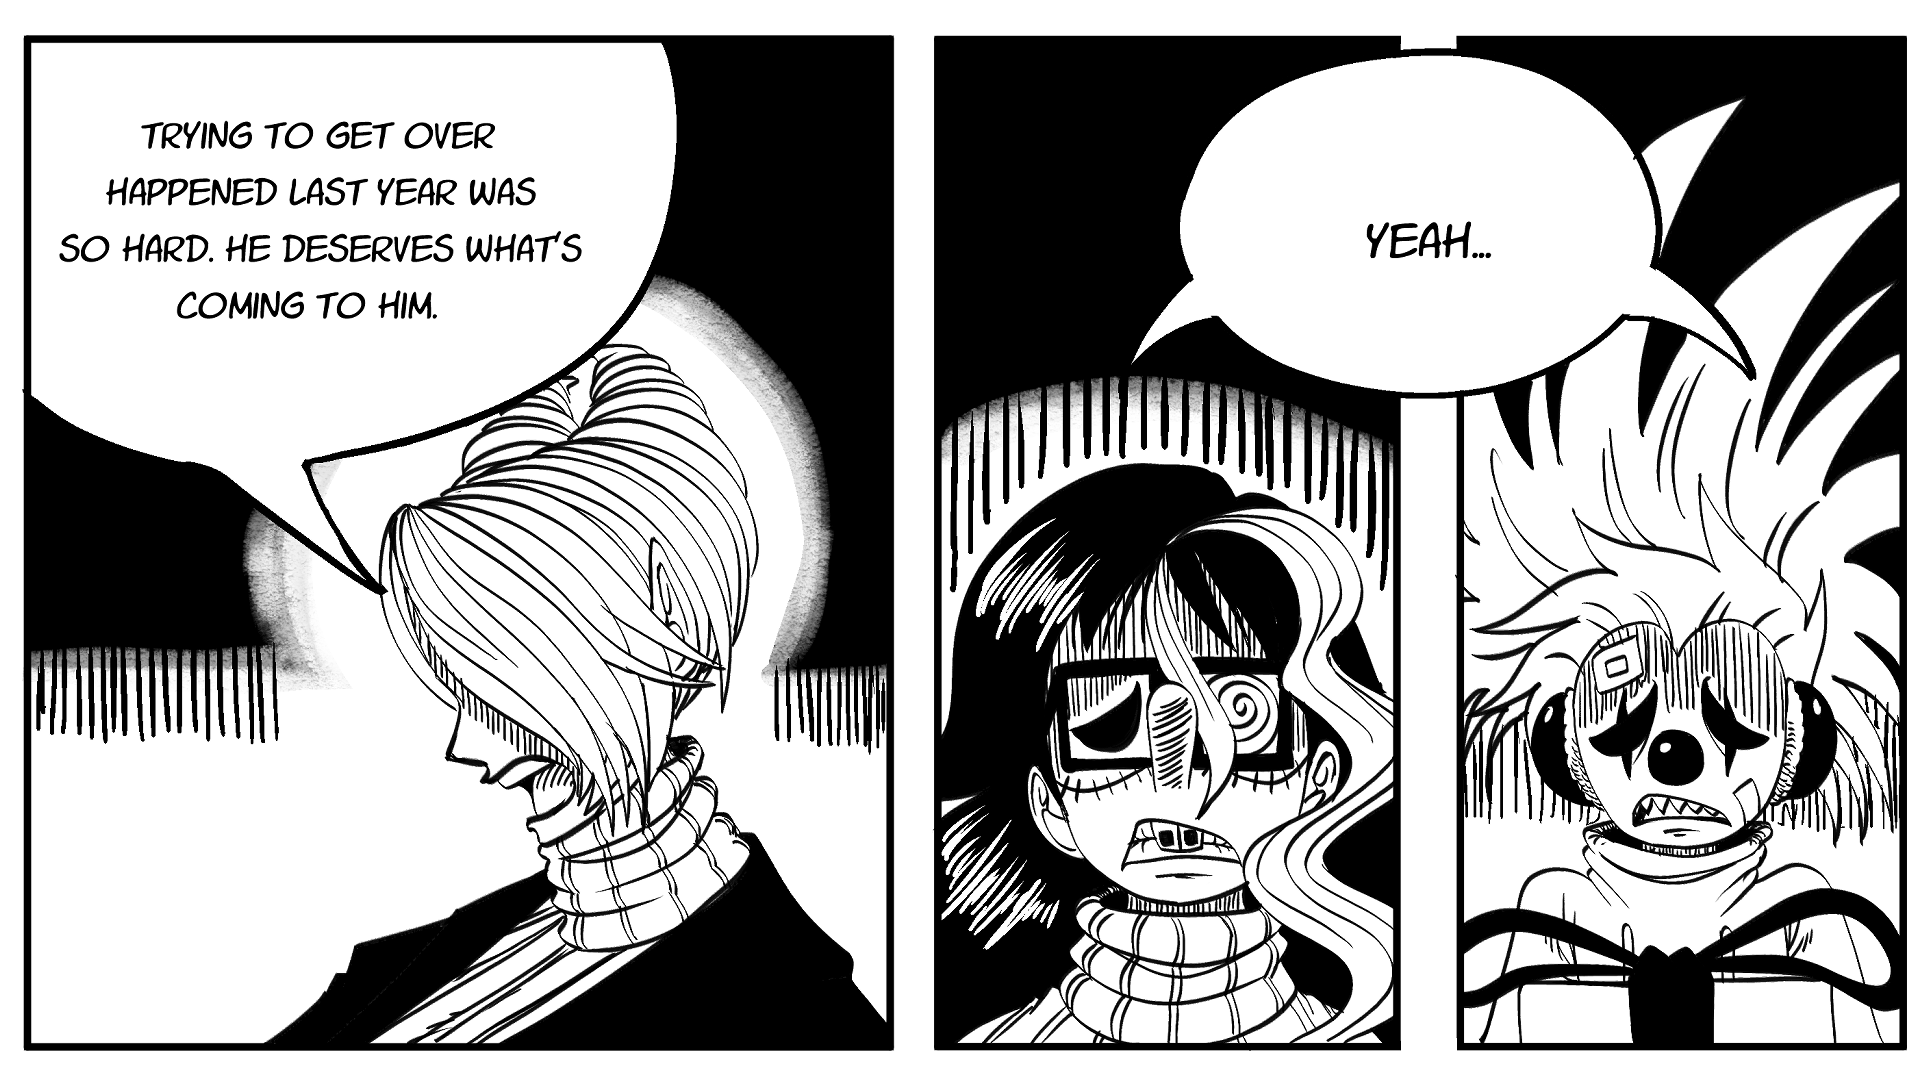 TRYING TO GET OVER
HAPPENED LAST YEAR WAS
SO HARD. HE DESERVES WHAT'S
COMING TO HIM.
YEAH...